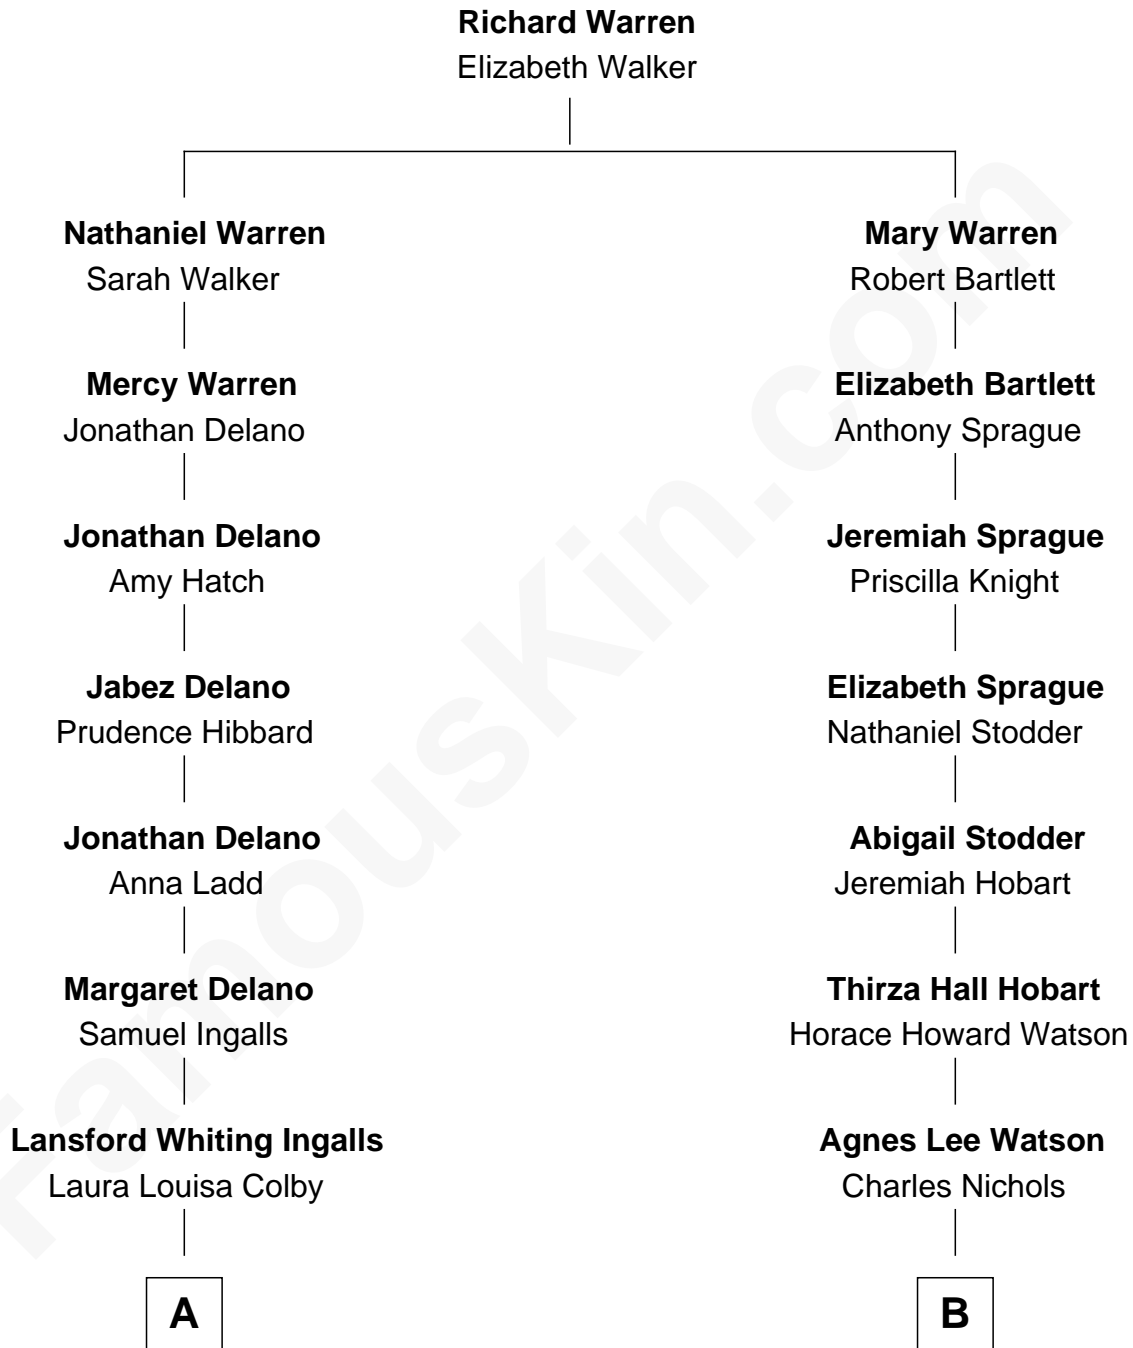 Richard Warren
Elizabeth Walker
Nathaniel Warren
Sarah Walker
Mercy Warren
Jonathan Delano
Jonathan Delano
Amy Hatch
Jabez Delano
Prudence Hibbard
Jonathan Delano
Anna Ladd
Margaret Delano
Samuel Ingalls
Lansford Whiting Ingalls
Laura Louisa Colby
A
Mary Warren
Robert Bartlett
Elizabeth Bartlett
Anthony Sprague
Jeremiah Sprague
Priscilla Knight
Elizabeth Sprague
Nathaniel Stodder
Abigail Stodder
Jeremiah Hobart
Thirza Hall Hobart
Horace Howard Watson
Agnes Lee Watson
Charles Nichols
B
FamousKin.com